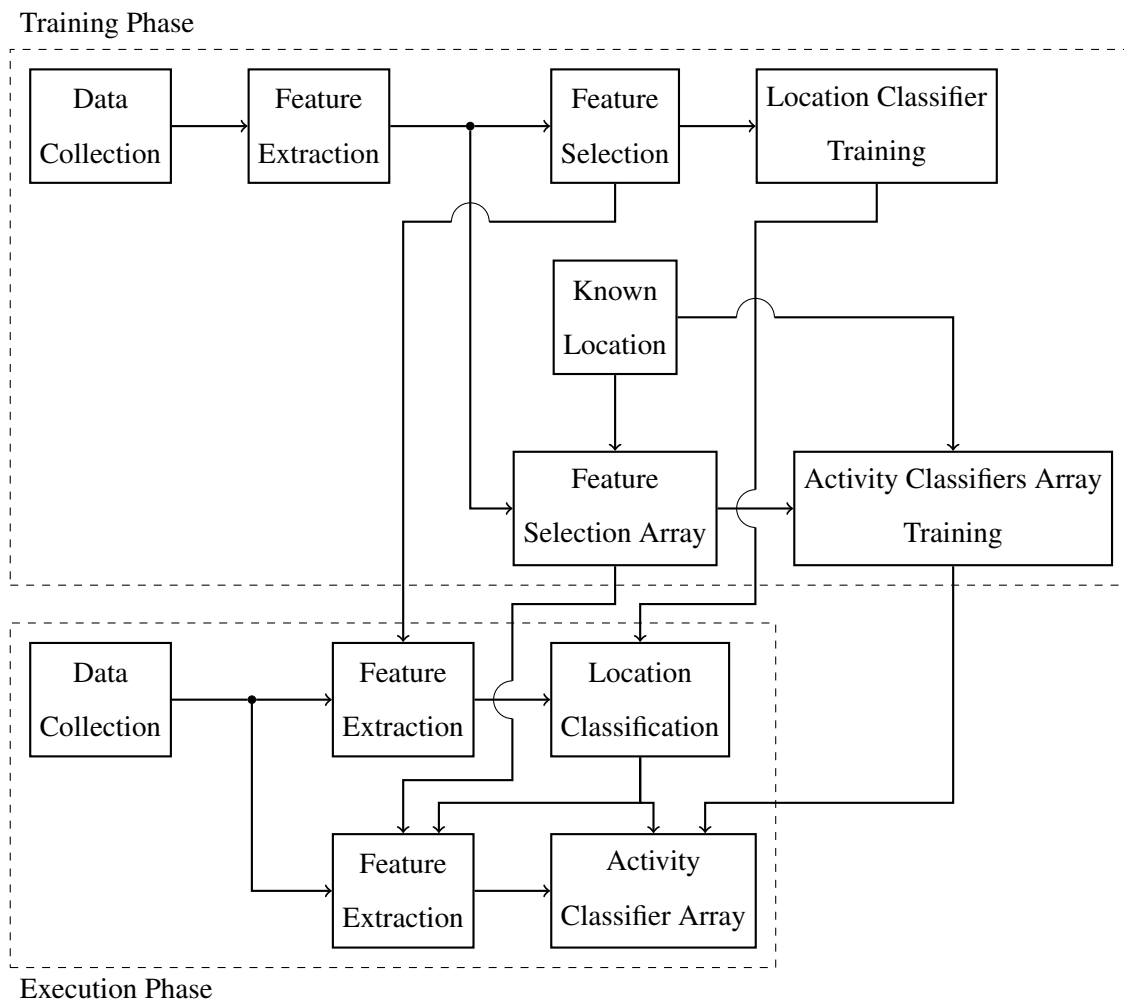 Training Phase
Data
Collection
Feature
Extraction
Feature
Selection
Location Classifier
Training
Known
Location
Feature
Selection Array
Activity Classifiers Array
Training
Data
Collection
Feature
Extraction
Location
Classification
Feature
Extraction
Activity
Classifier Array
Execution Phase